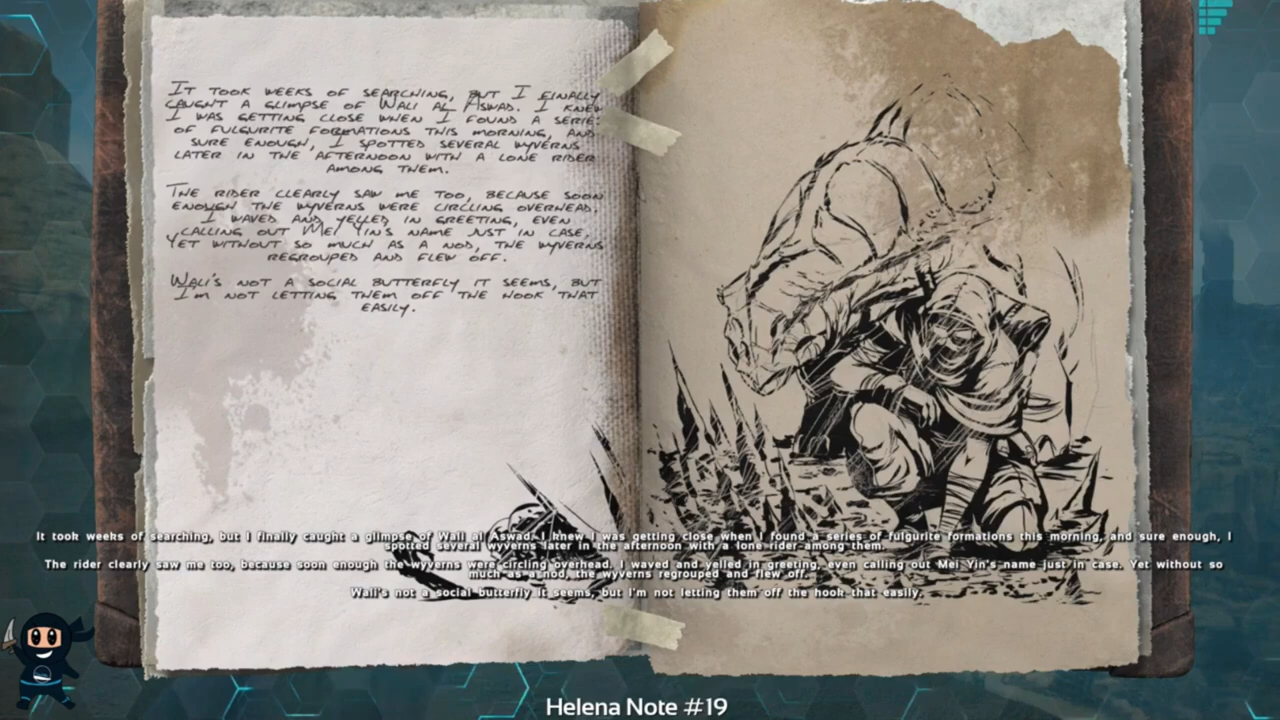 It took weeks of searching, but I finally
caught a glimpse of Wali al Aswad. I knew
I was getting close when I found a series
of fulgurite formations this morning, and
sure enough, I spotted several wyverns
later in the afternoon with a lone rider
among them.
The rider clearly saw me too, because soon
enough the wyverns were circling overhead.
I waved and yelled in greeting, even
calling out Mei Yin's name just in case.
Yet without so much as a nod, the wyverns
regrouped and flew off.
Wali's not a social butterfly it seems, but
I'm not letting them off the hook that
easily.
It took weeks of searching, but I finally caught a glimpse of Wali al Aswad. I knew I was getting close when I found a series of fulgurite formations this morning, and sure enough, I
spotted several wyverns later in the afternoon with a lone rider among them.
The rider clearly saw me too, because soon enough the wyverns were circling overhead. I waved and yelled in greeting, even calling out Mei Yin's name just in case. Yet without so
much as a nod, the wyverns regrouped and flew off.
Wali's not a social butterfly it seems, but I'm not letting them off the hook that easily.
Helena Note #19